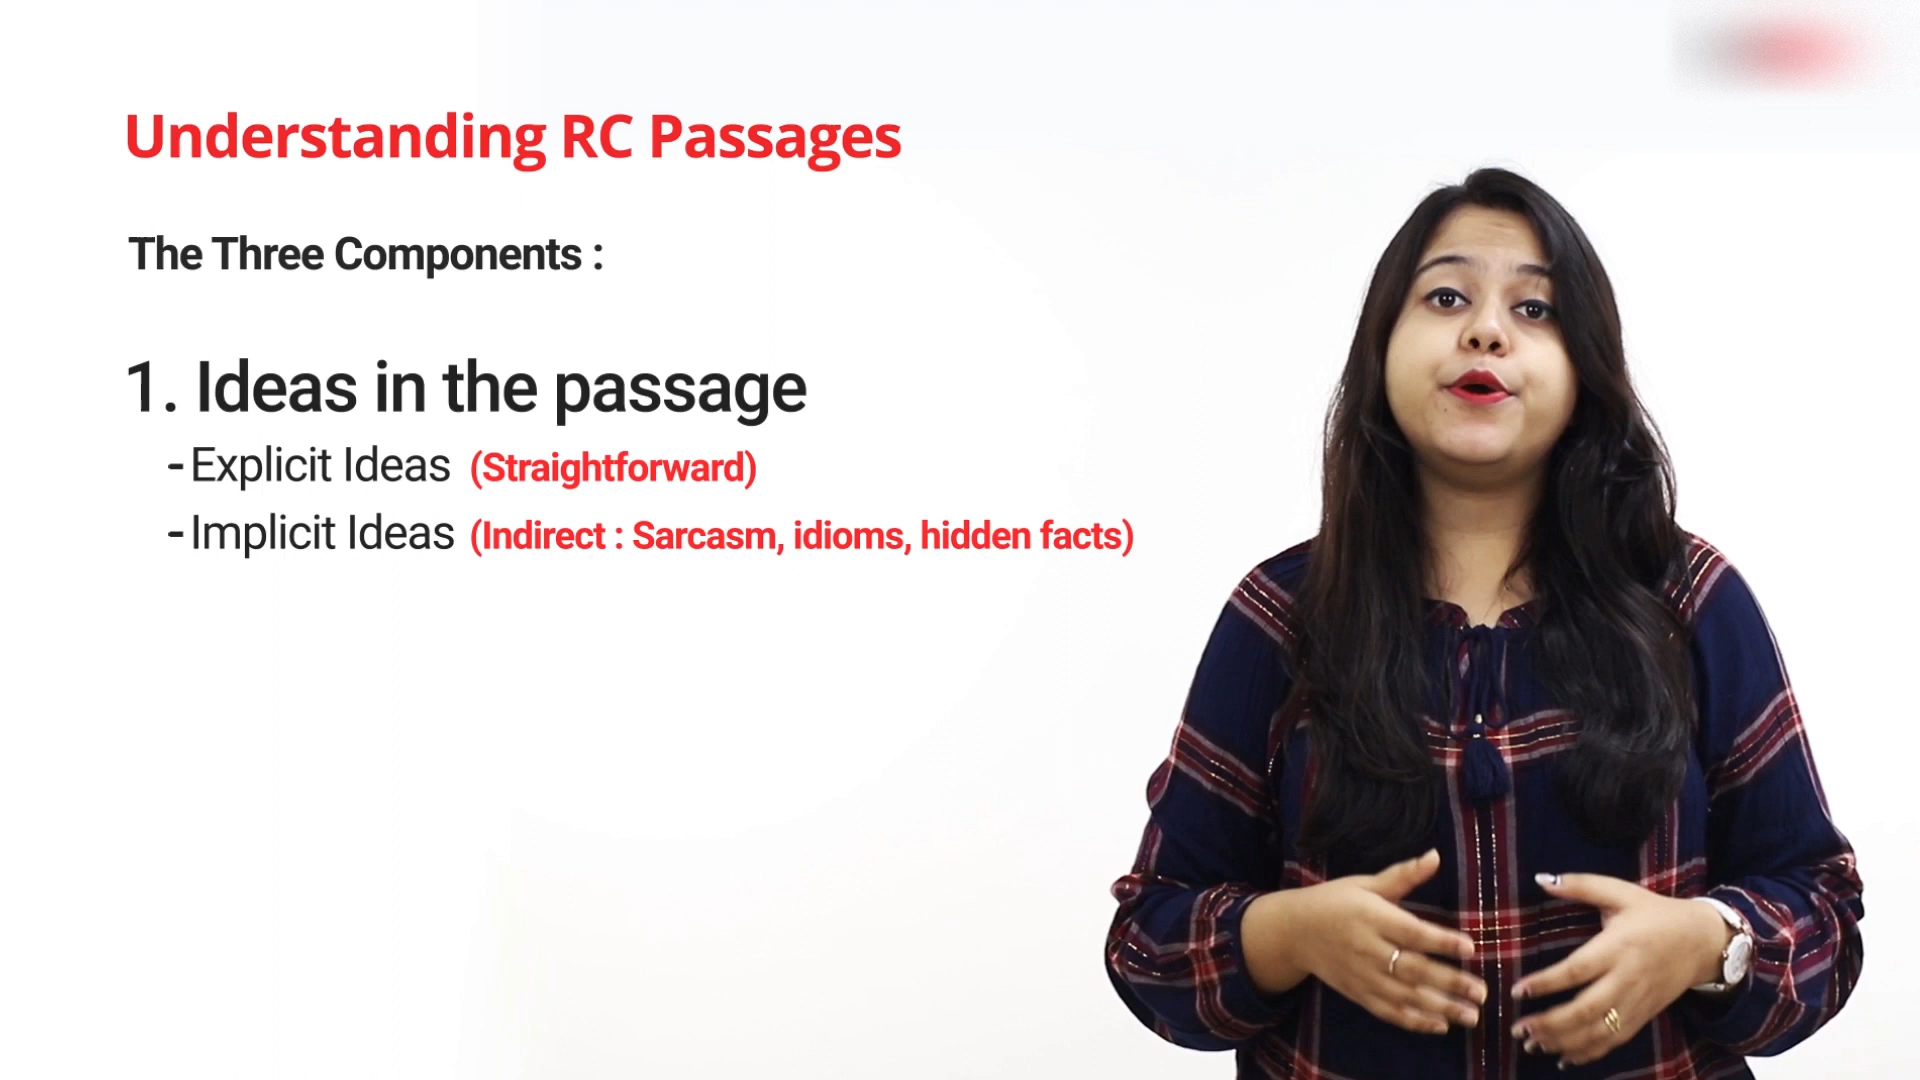 Understanding RC Passages
The Three Components :
1. Ideas in the passage
- Explicit Ideas (Straightforward)
- Implicit Ideas (Indirect : Sarcasm, idioms, hidden facts)